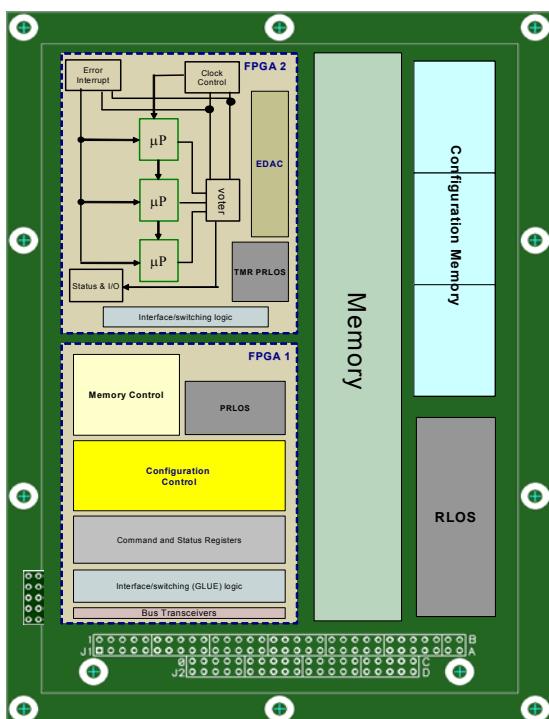 FPGA 2
Error
Interrupt
Clock
Control
μP
μP
μP
voter
EDAC
TMR PRLOS
Status & I/O
Interface/switching logic
FPGA 1
Memory Control
PRLOS
Configuration
Control
Command and Status Registers
Interface/switching (GLUE) logic
Bus Transceivers
Memory
Configuration Memory
RLOS
1
B
J1
A
0
C
J2
D